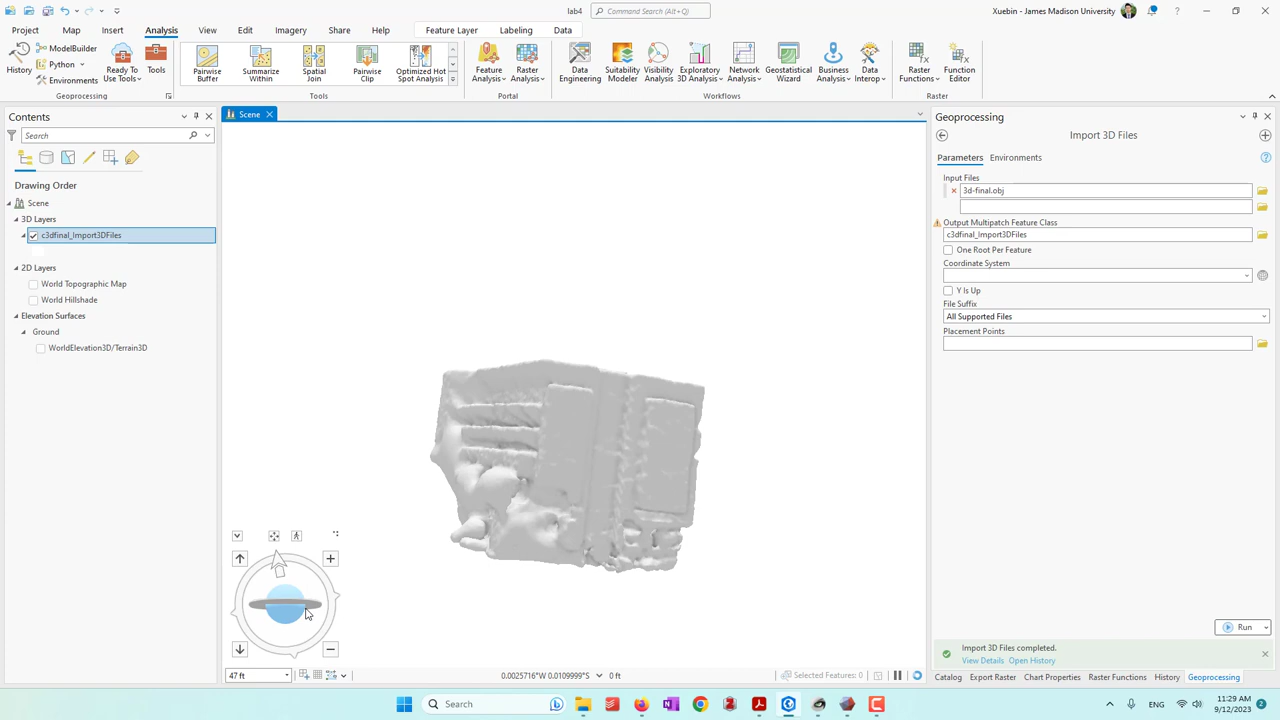 lab4
Command Search (Alt+Q)
Xuebin - James Madison University
Project
Map
Insert
Analysis
View
Edit
Imagery
Share
Help
Feature Layer
Labeling
Data
History
ModelBuilder
Python
Environments
Ready To Use Tools
Tools
Geoprocessing
Pairwise Buffer
Summarize Within
Spatial Join
Pairwise Clip
Optimized Hot Spot Analysis
Tools
Feature Analysis
Raster Analysis
Portal
Data Engineering
Suitability Modeler
Visibility Analysis
Exploratory 3D Analysis
Network Analysis
Geostatistical Wizard
Business Analysis
Data Interop
Workflows
Raster Functions
Function Editor
Raster
Contents
Search
Drawing Order
Scene
3D Layers
c3dfinal_Import3DFiles
2D Layers
World Topographic Map
World Hillshade
Elevation Surfaces
Ground
WorldElevation3D/Terrain3D
Scene
47 ft
0.0025716°W 0.0109999°S
0 ft
Selected Features: 0
Geoprocessing
Import 3D Files
Parameters
Environments
Input Files
3d-final.obj
Output Multipatch Feature Class
c3dfinal_Import3DFiles
One Root Per Feature
Coordinate System
Y Is Up
File Suffix
All Supported Files
Placement Points
Run
Import 3D Files completed.
View Details Open History
Catalog
Export Raster
Chart Properties
Raster Functions
History
Geoprocessing
Search
ENG
11:29 AM
9/12/2023